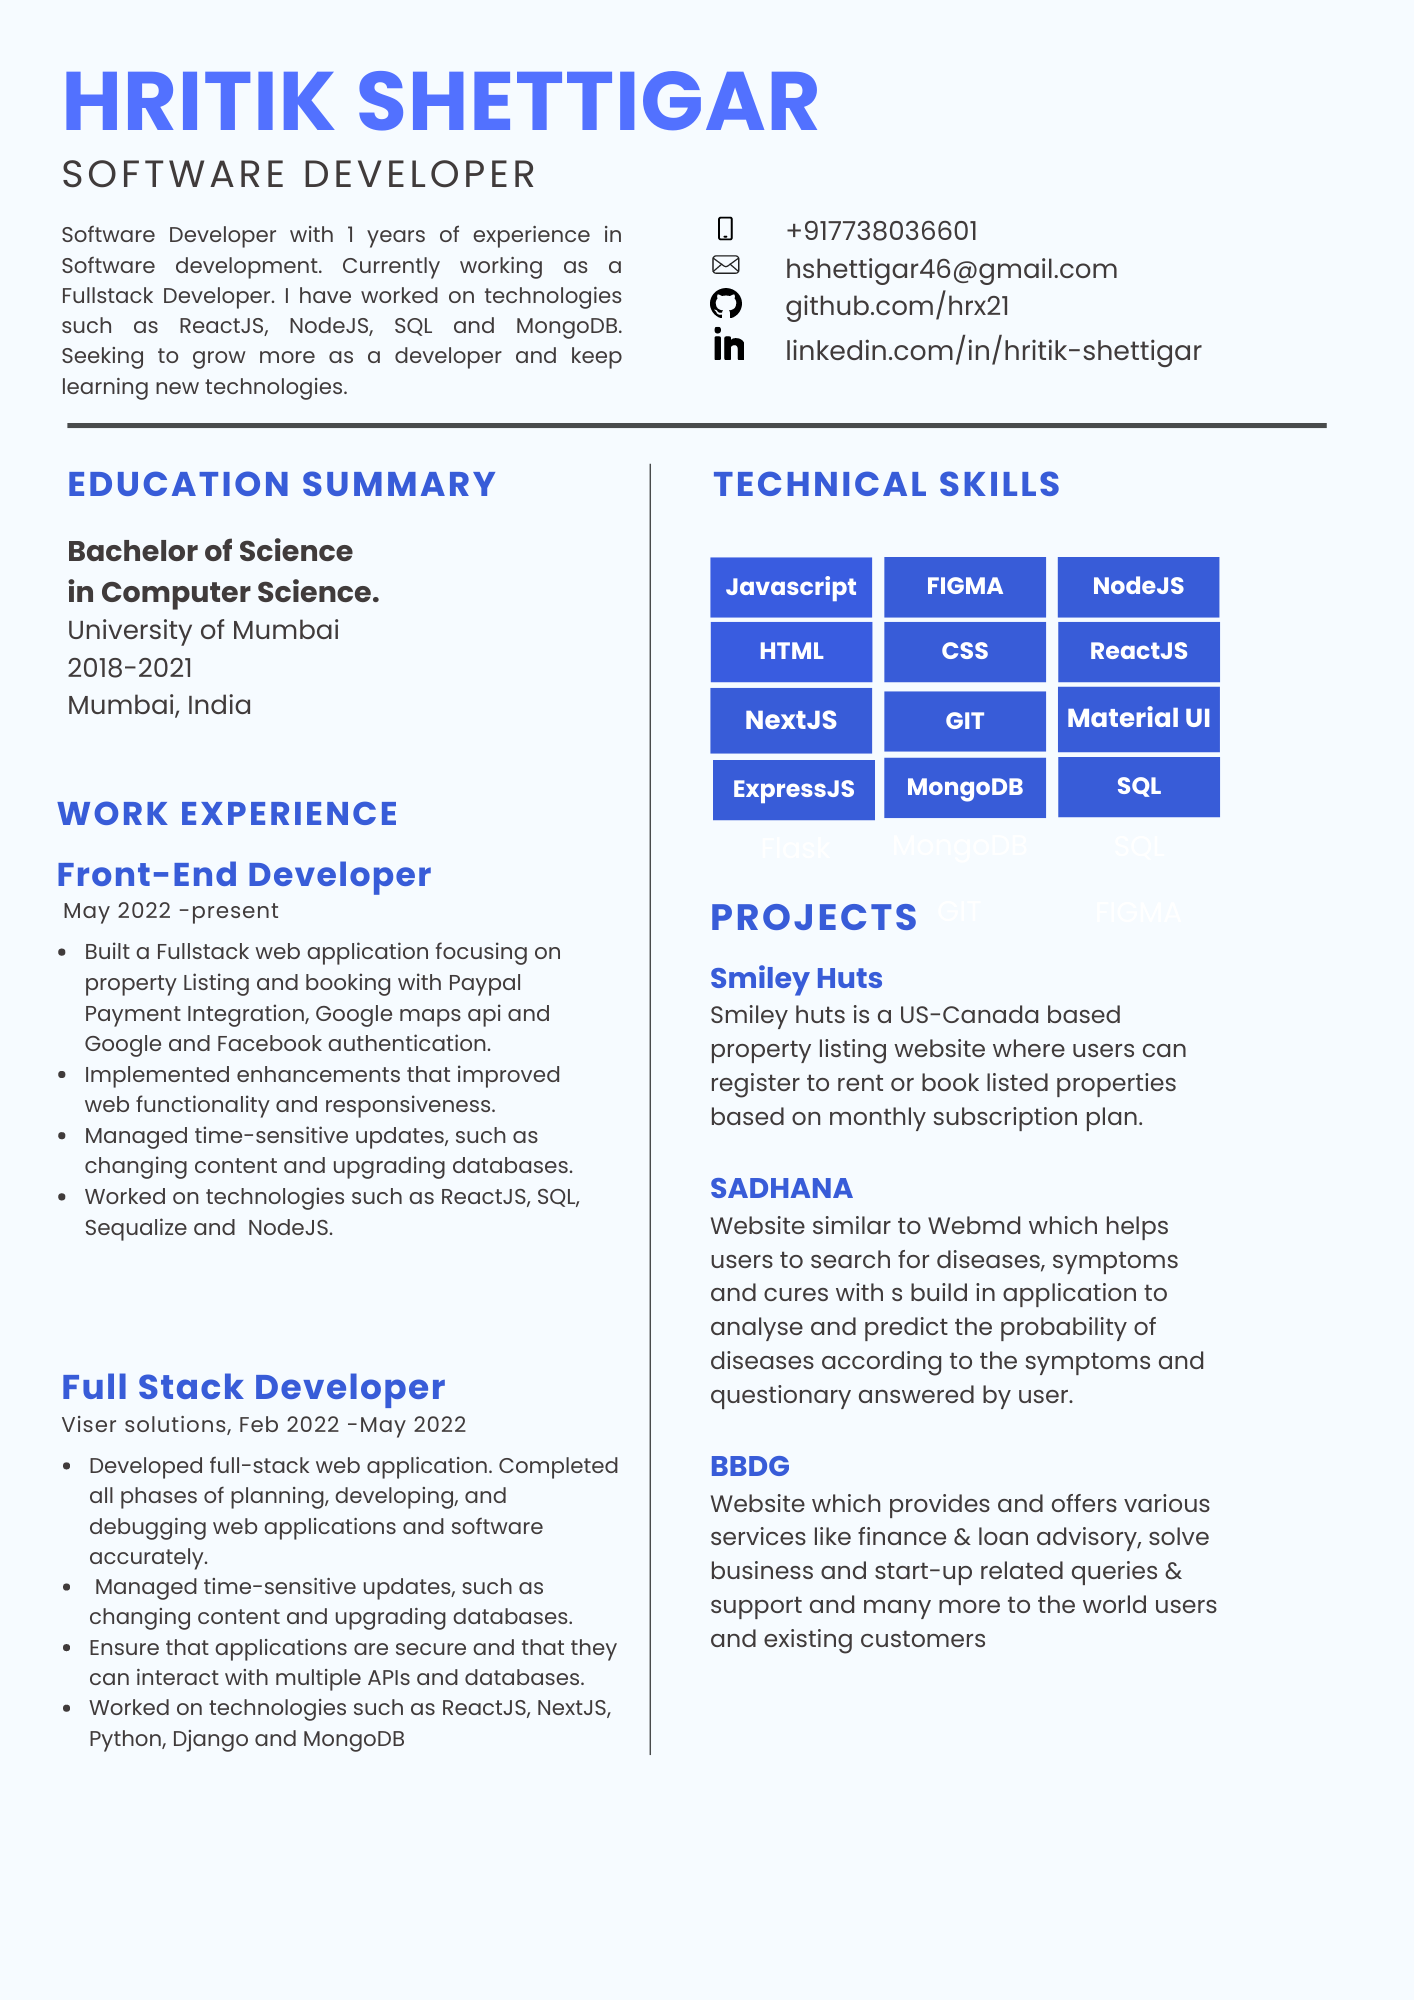 HRITIK SHETTIGAR
SOFTWARE DEVELOPER
Software Developer with 1 years of experience in
Software development. Currently working as a
Fullstack Developer. I have worked on technologies
such as ReactJS, NodeJS, SQL and MongoDB.
Seeking to grow more as a developer and keep
learning new technologies.
+917738036601
hshettigar46@gmail.com
github.com/hrx21
linkedin.com/in/hritik-shettigar
EDUCATION SUMMARY
Bachelor of Science
in Computer Science.
University of Mumbai
2018-2021
Mumbai, India
WORK EXPERIENCE
Front-End Developer
May 2022 -present
• Built a Fullstack web application focusing on
property Listing and booking with Paypal
Payment Integration, Google maps api and
Google and Facebook authentication.
• Implemented enhancements that improved
web functionality and responsiveness.
• Managed time-sensitive updates, such as
changing content and upgrading databases.
• Worked on technologies such as ReactJS, SQL,
Sequalize and  NodeJS.
Full Stack Developer
Viser solutions, Feb 2022 -May 2022
• Developed full-stack web application. Completed
all phases of planning, developing, and
debugging web applications and software
accurately.
• Managed time-sensitive updates, such as
changing content and upgrading databases.
• Ensure that applications are secure and that they
can interact with multiple APIs and databases.
• Worked on technologies such as ReactJS, NextJS,
Python, Django and MongoDB
TECHNICAL SKILLS
Javascript FIGMA NodeJS
HTML CSS ReactJS
NextJS GIT Material UI
ExpressJS MongoDB SQL
Flask MongoDB SQL
GIT FIGMA
PROJECTS
Smiley Huts
Smiley huts is a US-Canada based
property listing website where users can
register to rent or book listed properties
based on monthly subscription plan.
SADHANA
Website similar to Webmd which helps
users to search for diseases, symptoms
and cures with s build in application to
analyse and predict the probability of
diseases according to the symptoms and
questionary answered by user.
BBDG
Website which provides and offers various
services like finance & loan advisory, solve
business and start-up related queries &
support and many more to the world users
and existing customers